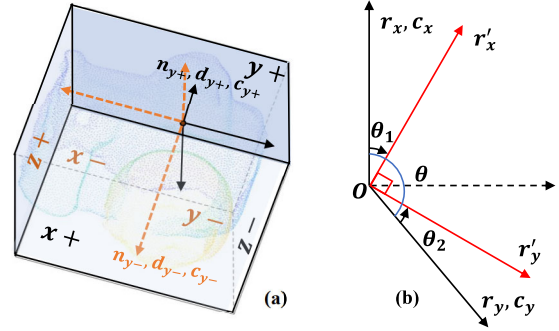 y+
n_{y+}, d_{y+}, c_{y+}
z+
x−
y−
x+
z−
n_{y−}, d_{y−}, c_{y−}
(a)
r_x, c_x
r'_x
θ_1
θ
O
θ_2
r'_y
r_y, c_y
(b)